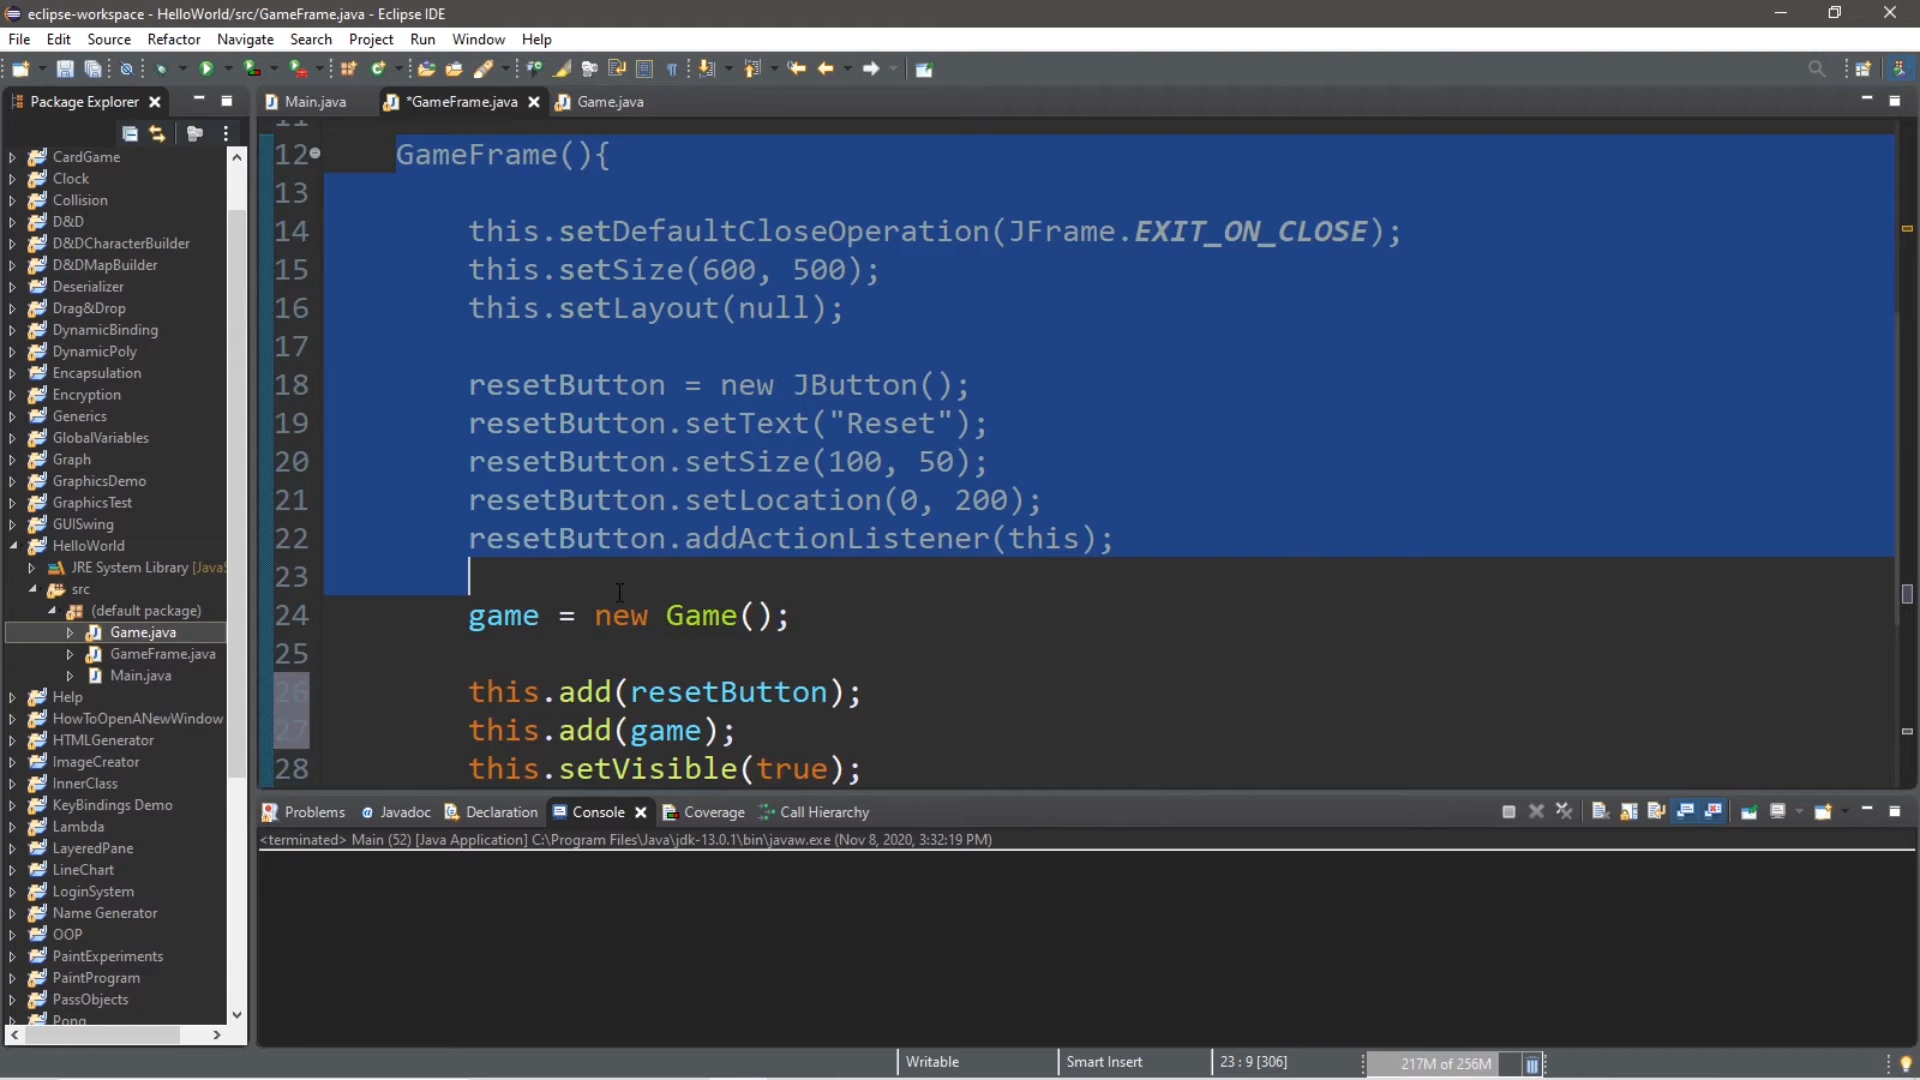 eclipse-workspace - HelloWorld/src/GameFrame.java - Eclipse IDE
File Edit Source Refactor Navigate Search Project Run Window Help
Package Explorer
Main.java *GameFrame.java Game.java
CardGame
Clock
Collision
D&D
D&DCharacterBuilder
D&DMapBuilder
Deserializer
Drag&Drop
DynamicBinding
DynamicPoly
Encapsulation
Encryption
Generics
GlobalVariables
Graph
GraphicsDemo
GraphicsTest
GUISwing
HelloWorld
JRE System Library [JavaS
src
(default package)
Game.java
GameFrame.java
Main.java
Help
HowToOpenANewWindow
HTMLGenerator
ImageCreator
InnerClass
KeyBindings Demo
Lambda
LayeredPane
LineChart
LoginSystem
Name Generator
OOP
PaintExperiments
PaintProgram
PassObjects
Pong
11
12 GameFrame(){
13
14 this.setDefaultCloseOperation(JFrame.EXIT_ON_CLOSE);
15 this.setSize(600, 500);
16 this.setLayout(null);
17
18 resetButton = new JButton();
19 resetButton.setText("Reset");
20 resetButton.setSize(100, 50);
21 resetButton.setLocation(0, 200);
22 resetButton.addActionListener(this);
23
24 game = new Game();
25
26 this.add(resetButton);
27 this.add(game);
28 this.setVisible(true);
Problems @ Javadoc Declaration Console Coverage Call Hierarchy
<terminated> Main (52) [Java Application] C:\Program Files\Java\jdk-13.0.1\bin\javaw.exe (Nov 8, 2020, 3:32:19 PM)
Writable Smart Insert 23 : 9 [306] 217M of 256M